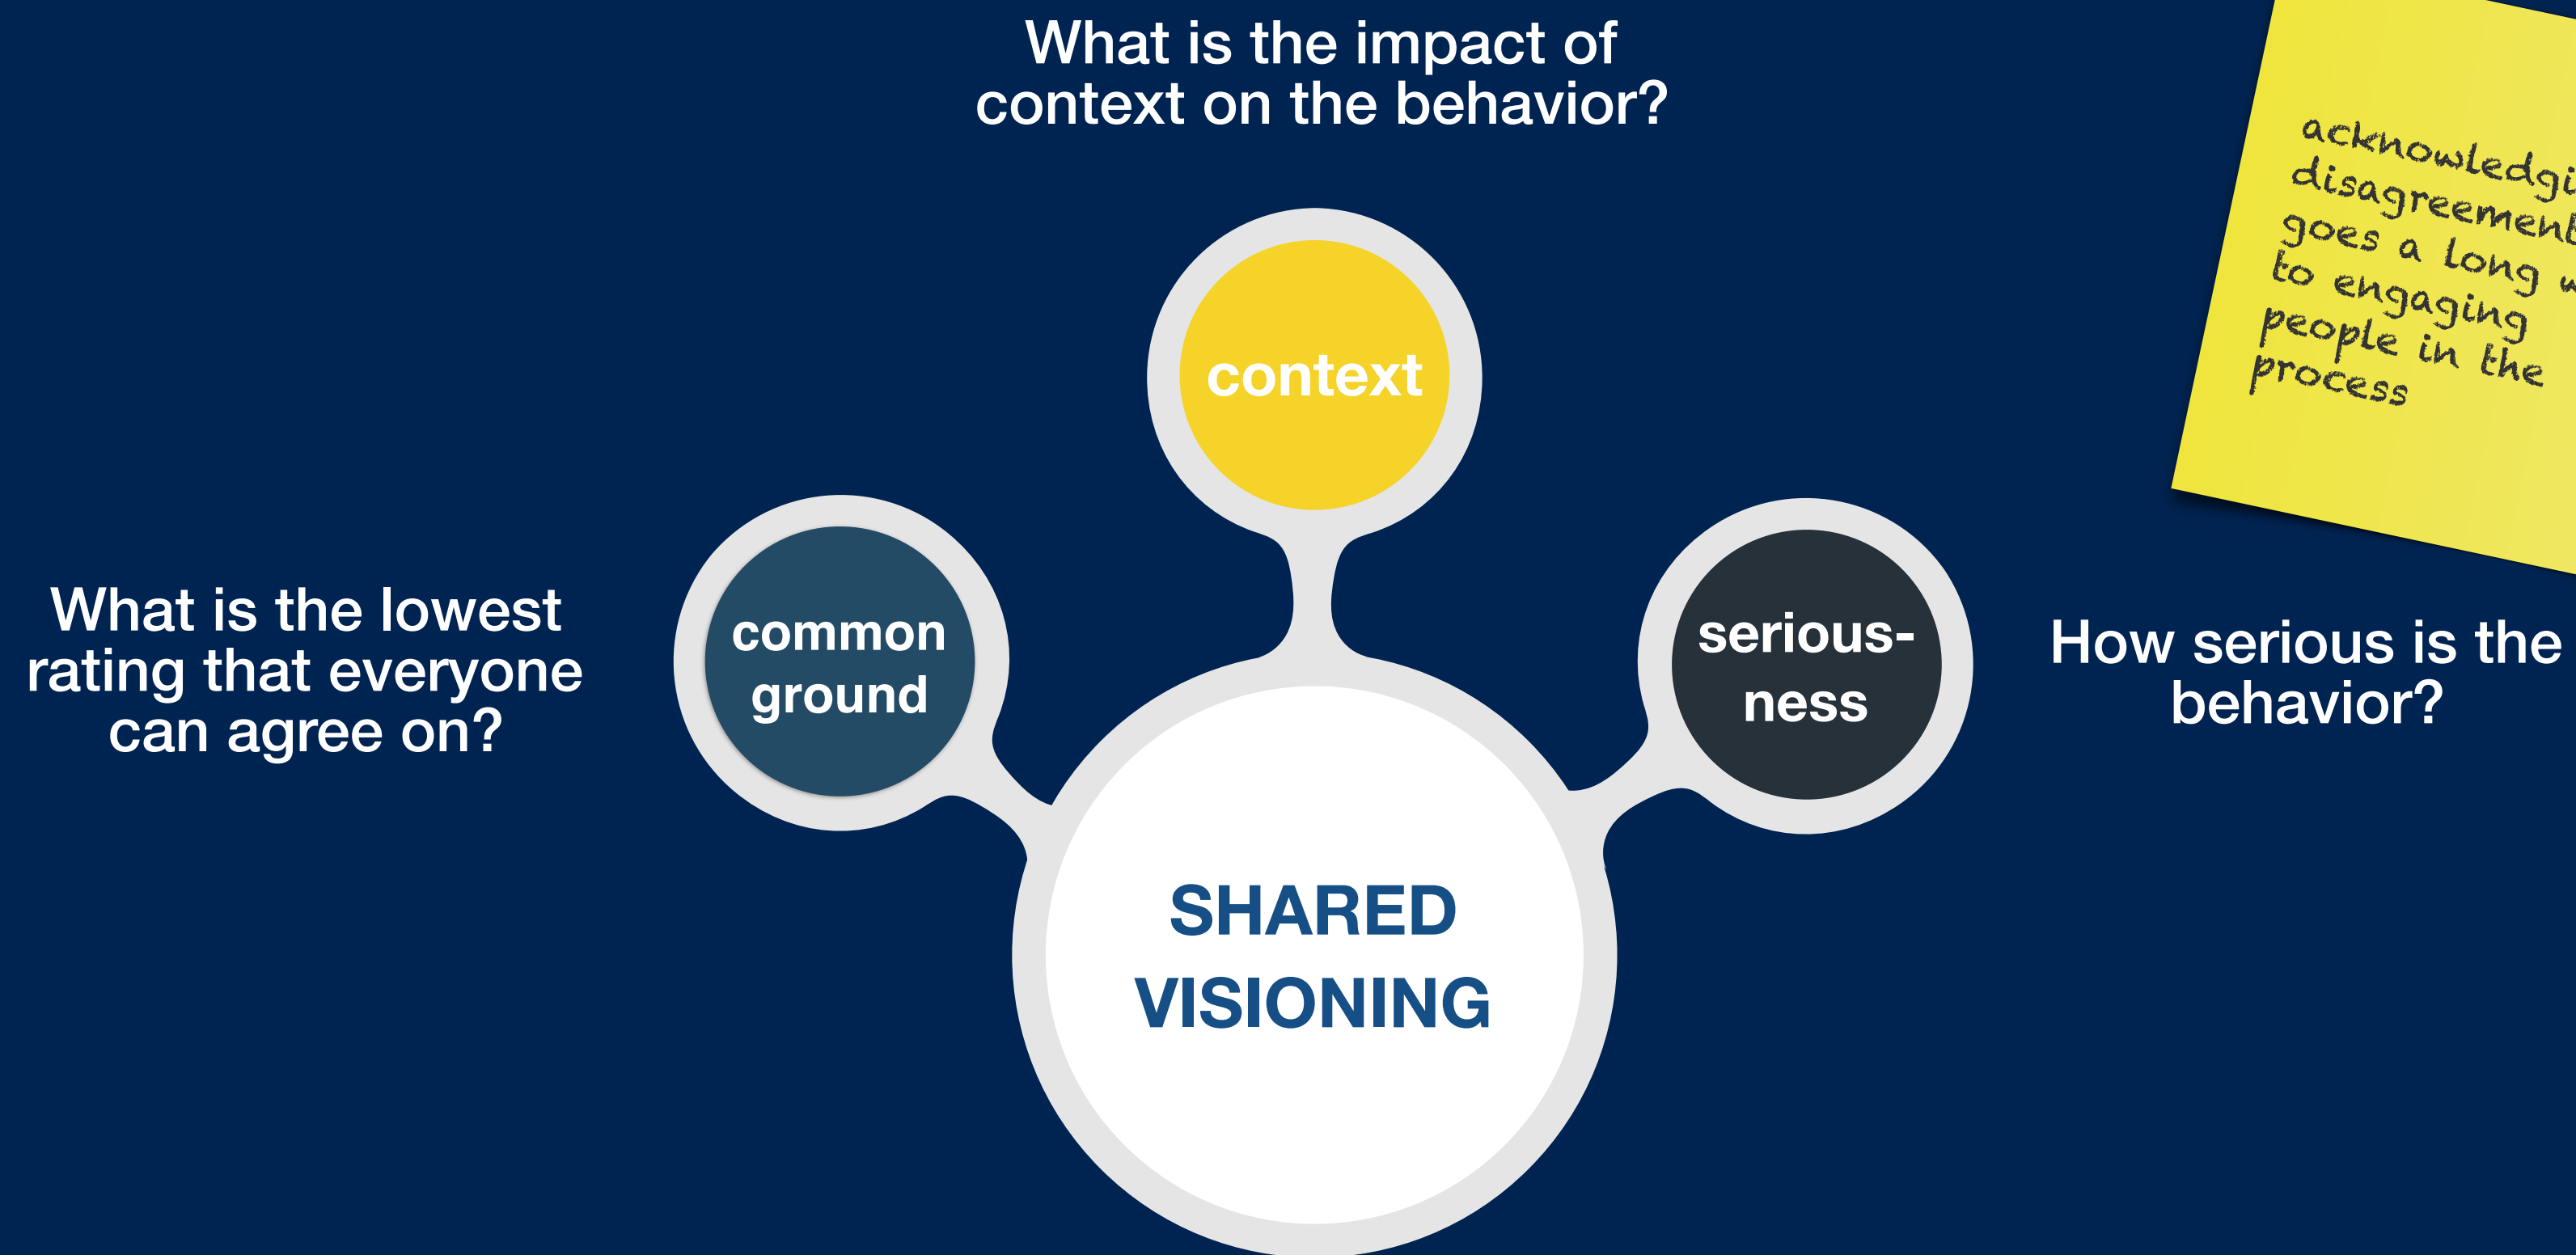 What is the impact of
context on the behavior?
acknowledgi
disagreement
goes a long
to engaging
people in the
process
context
What is the lowest
rating that everyone
can agree on?
common
ground
serious-
ness
How serious is the
behavior?
SHARED
VISIONING